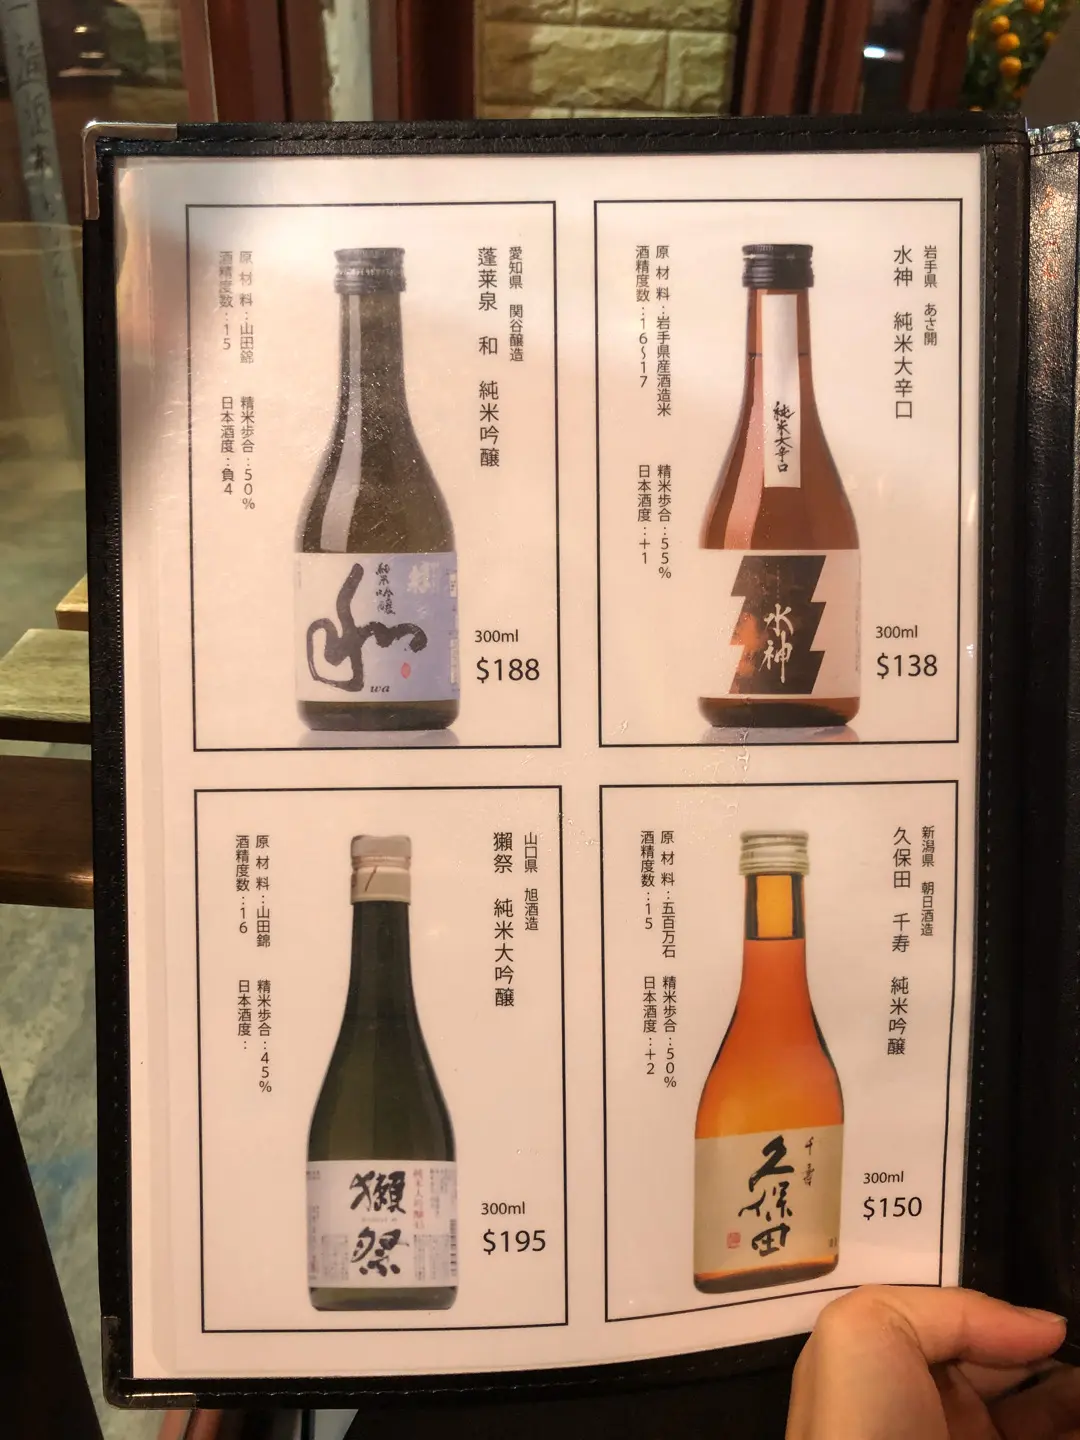 愛知県 関谷醸造
蓬莱泉 和 純米吟醸
原材料:山田錦 精米歩合:50%
酒精度数:15 日本酒度:負4
純米吟醸
和
wa
300ml
$188
岩手県 あさ開
水神 純米大辛口
原材料:岩手県産酒造米 精米歩合:55%
酒精度数:16~17 日本酒度:+1
純米大辛口
水神
300ml
$138
山口県 旭酒造
獺祭 純米大吟醸
原材料:山田錦 精米歩合:45%
酒精度数:16 日本酒度:
獺祭
300ml
$195
新潟県 朝日酒造
久保田 千寿 純米吟醸
原材料:五百万石 精米歩合:50%
酒精度数:15 日本酒度:+2
千寿
久保田
300ml
$150